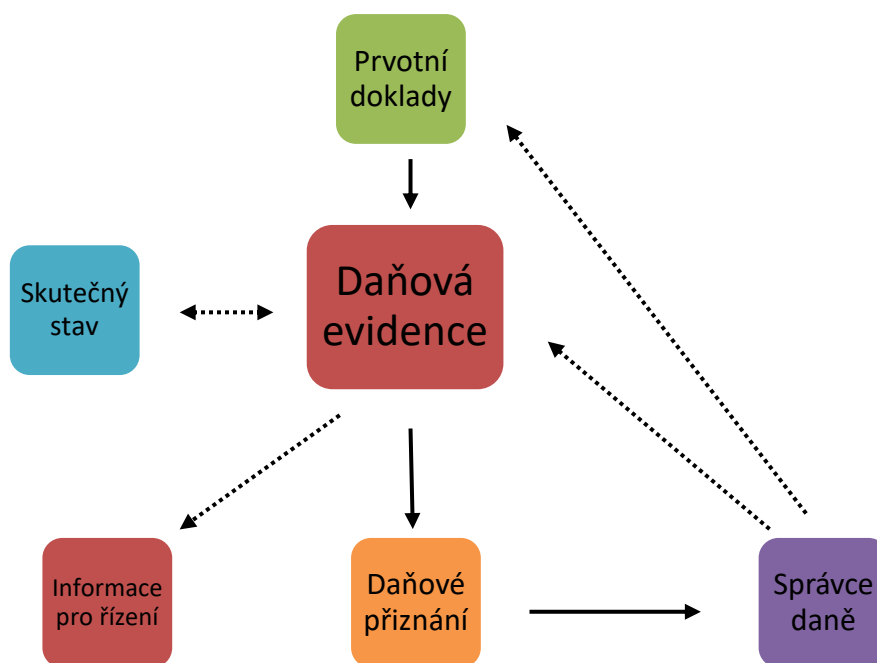 Prvotní
doklady
Skutečný
stav
Daňová
evidence
Informace
pro řízení
Daňové
přiznání
Správce
daně